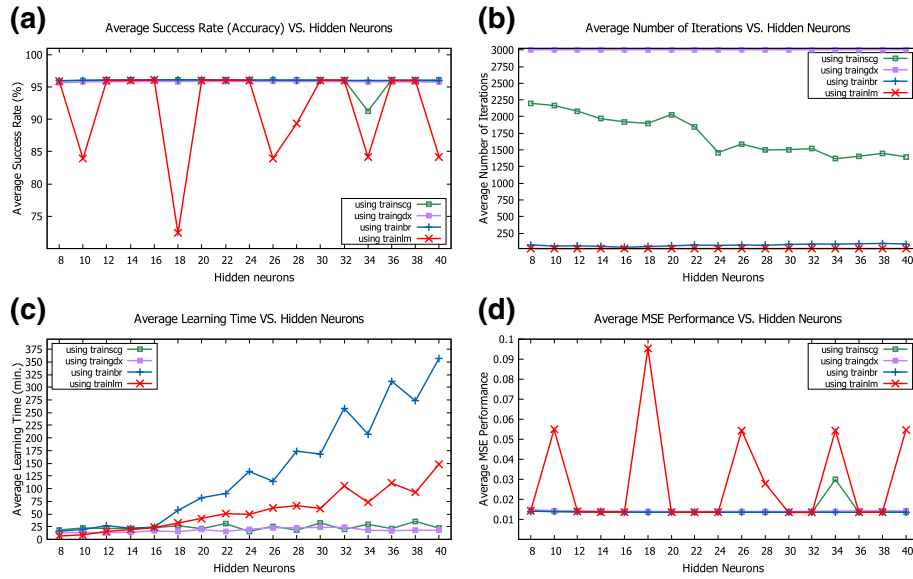 (a)
Average Success Rate (Accuracy) VS. Hidden Neurons
Average Success Rate (%)
100
95
90
85
80
75
using trainscg
using traingdx
using trainbr
using trainlm
8 10 12 14 16 18 20 22 24 26 28 30 32 34 36 38 40
Hidden neurons
(b)
Average Number of Iterations VS. Hidden Neurons
Average Number of Iterations
3000
2750
2500
2250
2000
1750
1500
1250
1000
750
500
250
using trainscg
using traingdx
using trainbr
using trainlm
8 10 12 14 16 18 20 22 24 26 28 30 32 34 36 38 40
Hidden Neurons
(c)
Average Learning Time VS. Hidden Neurons
Average Learning Time (min.)
375
350
325
300
275
250
225
200
175
150
125
100
75
50
25
0
using trainscg
using traingdx
using trainbr
using trainlm
8 10 12 14 16 18 20 22 24 26 28 30 32 34 36 38 40
Hidden Neurons
(d)
Average MSE Performance VS. Hidden Neurons
Average MSE Performance
0.1
0.09
0.08
0.07
0.06
0.05
0.04
0.03
0.02
0.01
using trainscg
using traingdx
using trainbr
using trainlm
8 10 12 14 16 18 20 22 24 26 28 30 32 34 36 38 40
Hidden Neurons